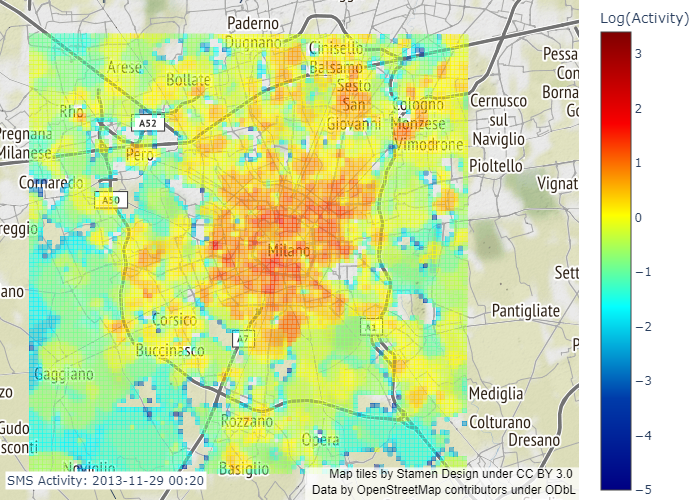 Log(Activity)
Paderno
Dugnano
Cinisello
Balsamo
Arese
Bollate
Sesto
San
Giovanni
Cologno
Monzese
Vimodrone
Pessa
Con
Borna
Go
Cernusco
sul
Naviglio
Rho
A52
Pregnana
Milanese
Pero
Pioltello
Cornaredo
A50
Vignat
reggio
Milano
Sett
ano
Pantigliate
Corsico
A7
A1
Buccinasco
P
Gaggiano
zo
Mediglia
Rozzano
Colturano
Gudo
Opera
Dresano
sconti
Noviglio
Basiglio
SMS Activity: 2013-11-29 00:20
Map tiles by Stamen Design under CC BY 3.0
Data by OpenStreetMap contributors under ODbL
3
2
1
0
−1
−2
−3
−4
−5